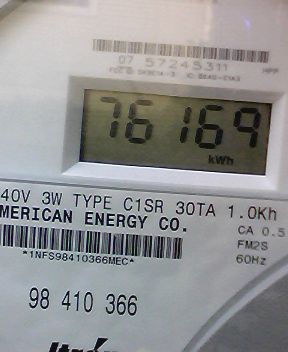 07 57245311
76169
kWh
40V 3W TYPE C1SR 30TA 1.0Kh
MERICAN ENERGY CO.
CA 0.5
FM2S
60Hz
*1NFS98410366MEC*
98 410 366
Itrón